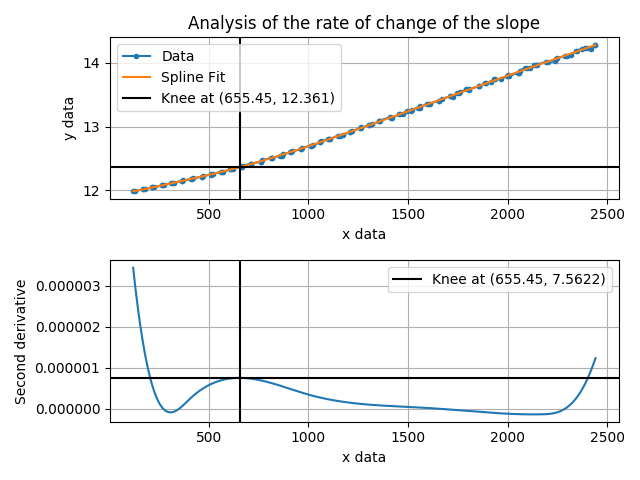 Analysis of the rate of change of the slope
Data
Spline Fit
Knee at (655.45, 12.361)
14
13
12
y data
500
1000
1500
2000
2500
x data
Knee at (655.45, 7.5622)
0.000003
0.000002
0.000001
0.000000
Second derivative
500
1000
1500
2000
2500
x data